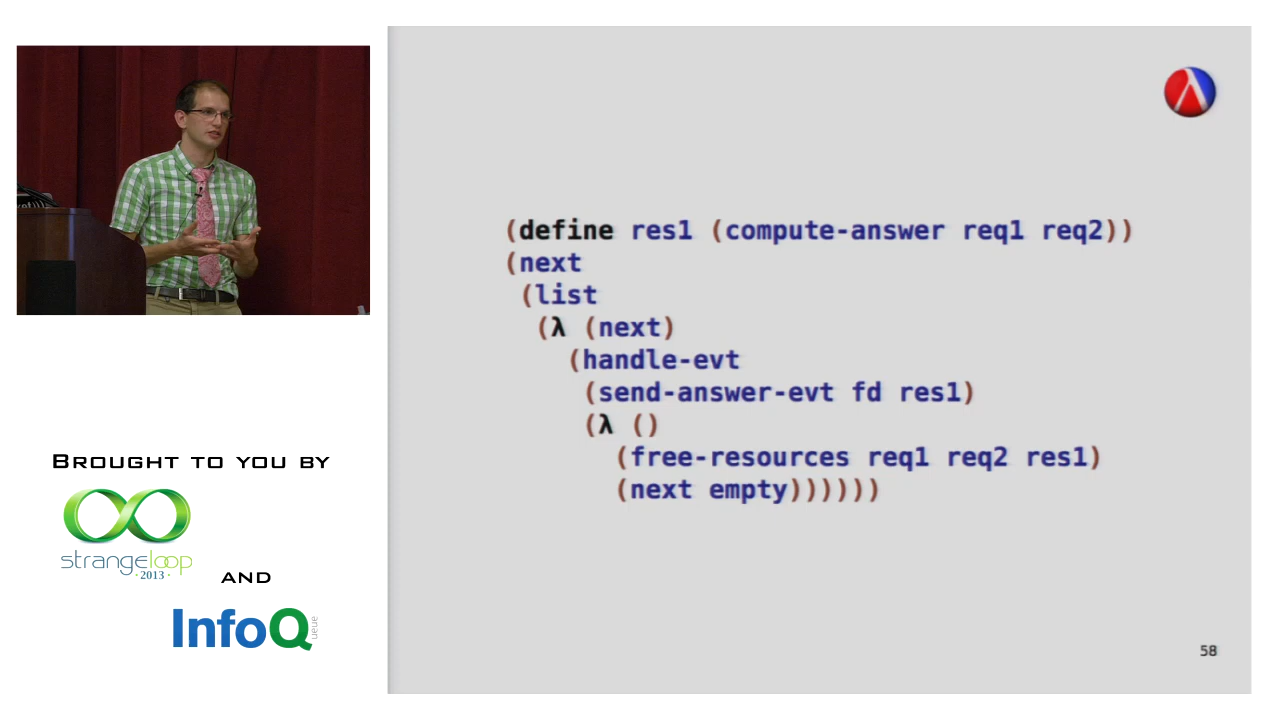 (define res1 (compute-answer req1 req2))
(next
(list
(λ (next)
(handle-evt
(send-answer-evt fd res1)
(λ ()
(free-resources req1 req2 res1)
(next empty))))))
58
BROUGHT TO YOU BY
strangeloop
·2013·
AND
InfoQ
ueue